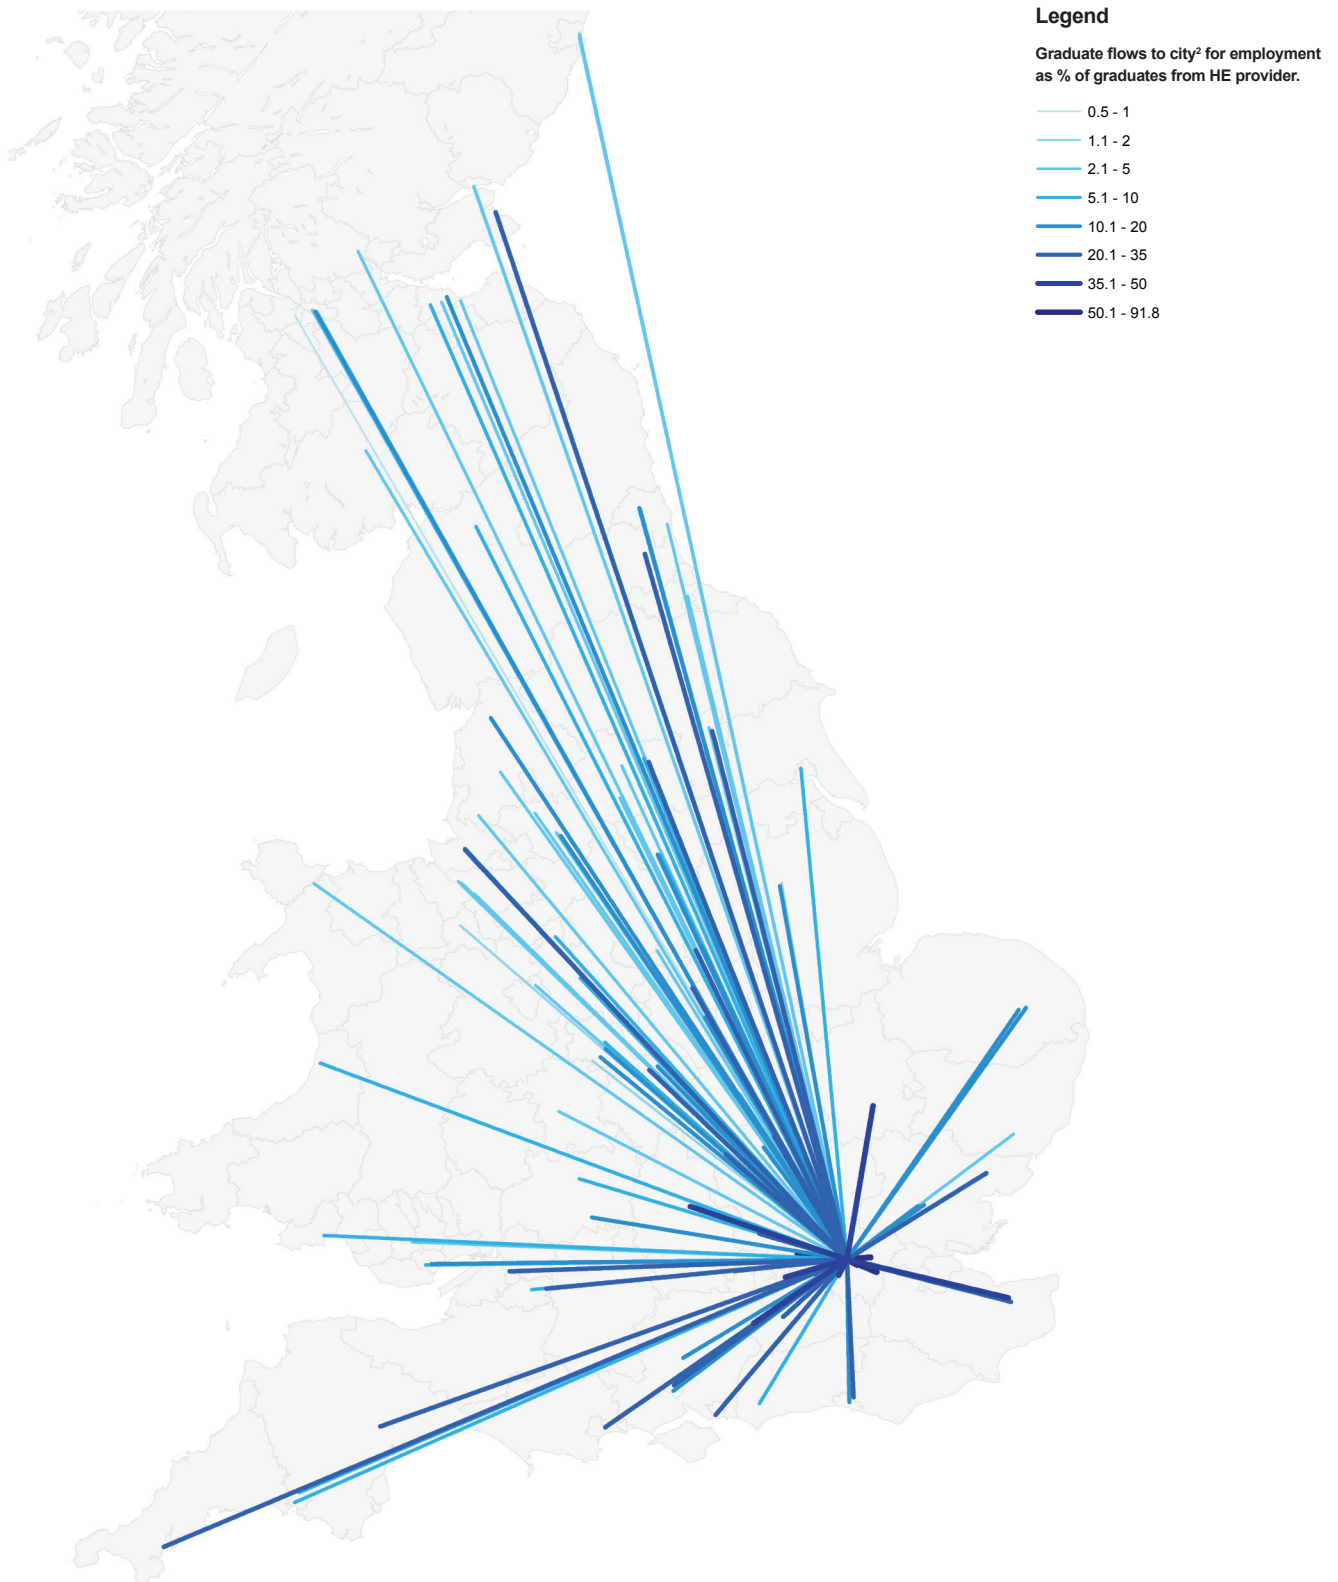 Legend
Graduate flows to city² for employment
as % of graduates from HE provider.
0.5 - 1
1.1 - 2
2.1 - 5
5.1 - 10
10.1 - 20
20.1 - 35
35.1 - 50
50.1 - 91.8